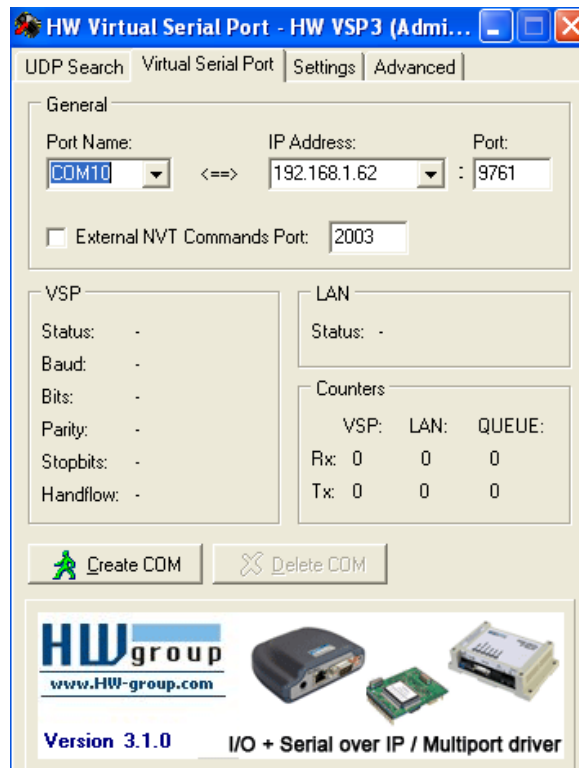 HW Virtual Serial Port - HW VSP3 (Admi...
UDP Search Virtual Serial Port Settings Advanced
General
Port Name: IP Address: Port:
COM10 <==> 192.168.1.62 : 9761
External NVT Commands Port: 2003
VSP
Status: -
Baud: -
Bits: -
Parity: -
Stopbits: -
Handflow: -
LAN
Status: -
Counters
VSP: LAN: QUEUE:
Rx: 0 0 0
Tx: 0 0 0
Create COM Delete COM
HW group
www.HW-group.com
Version 3.1.0
I/O + Serial over IP / Multiport driver